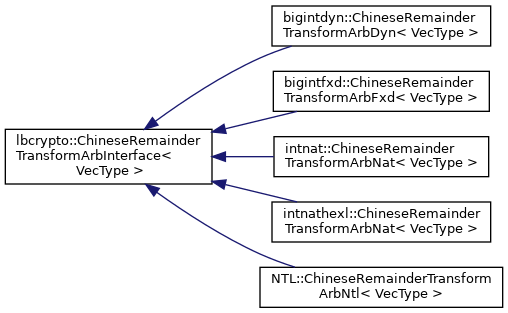 bigintdyn::ChineseRemainder
TransformArbDyn< VecType >
bigintfxd::ChineseRemainder
TransformArbFxd< VecType >
lbcrypto::ChineseRemainder
TransformArbInterface<
VecType >
intnat::ChineseRemainder
TransformArbNat< VecType >
intnathexl::ChineseRemainder
TransformArbNat< VecType >
NTL::ChineseRemainderTransform
ArbNtl< VecType >